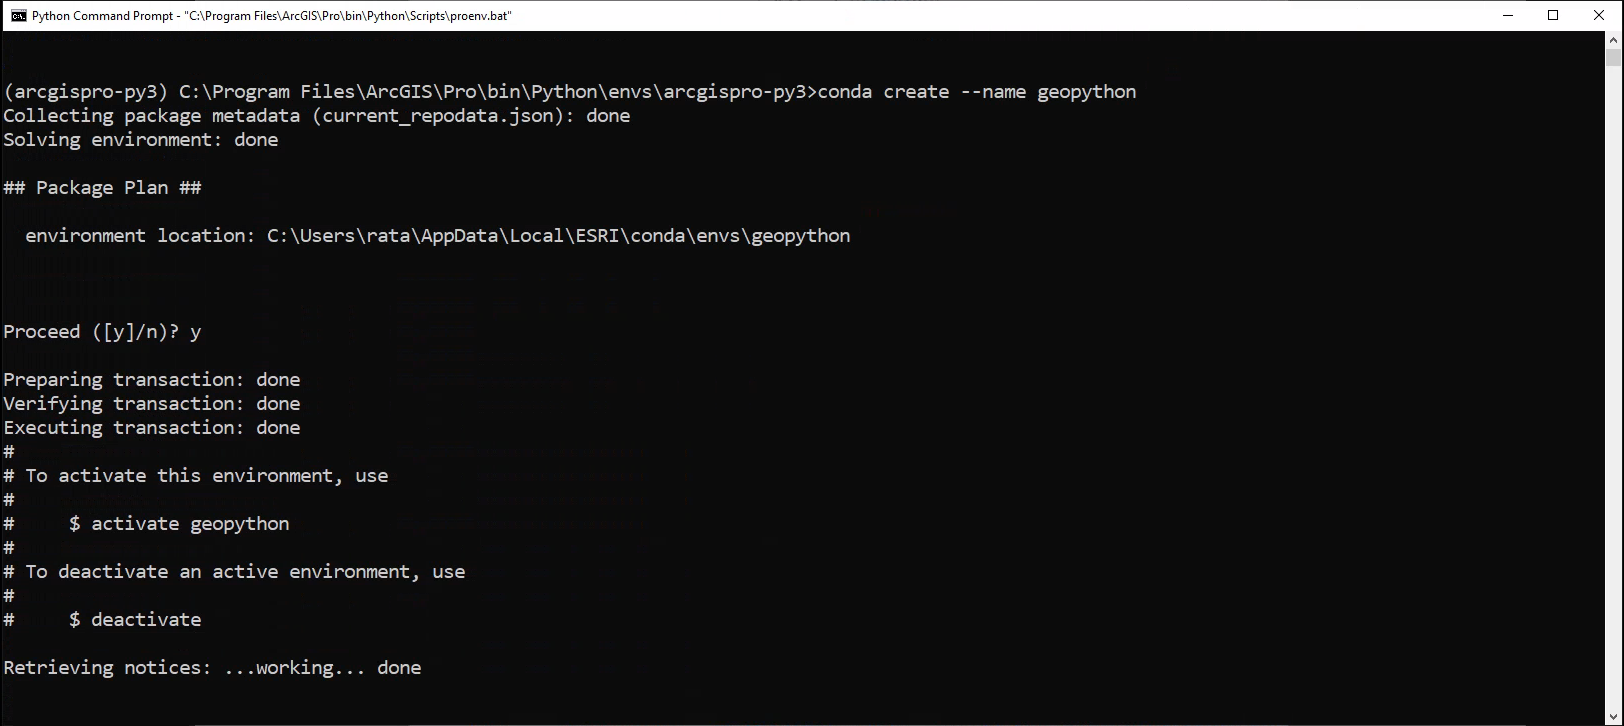 Python Command Prompt - "C:\Program Files\ArcGIS\Pro\bin\Python\Scripts\proenv.bat"
(arcgispro-py3) C:\Program Files\ArcGIS\Pro\bin\Python\envs\arcgispro-py3>conda create --name geopython
Collecting package metadata (current_repodata.json): done
Solving environment: done
## Package Plan ##
environment location: C:\Users\rata\AppData\Local\ESRI\conda\envs\geopython
Proceed ([y]/n)? y
Preparing transaction: done
Verifying transaction: done
Executing transaction: done
#
# To activate this environment, use
#
#     $ activate geopython
#
# To deactivate an active environment, use
#
#     $ deactivate
Retrieving notices: ...working... done